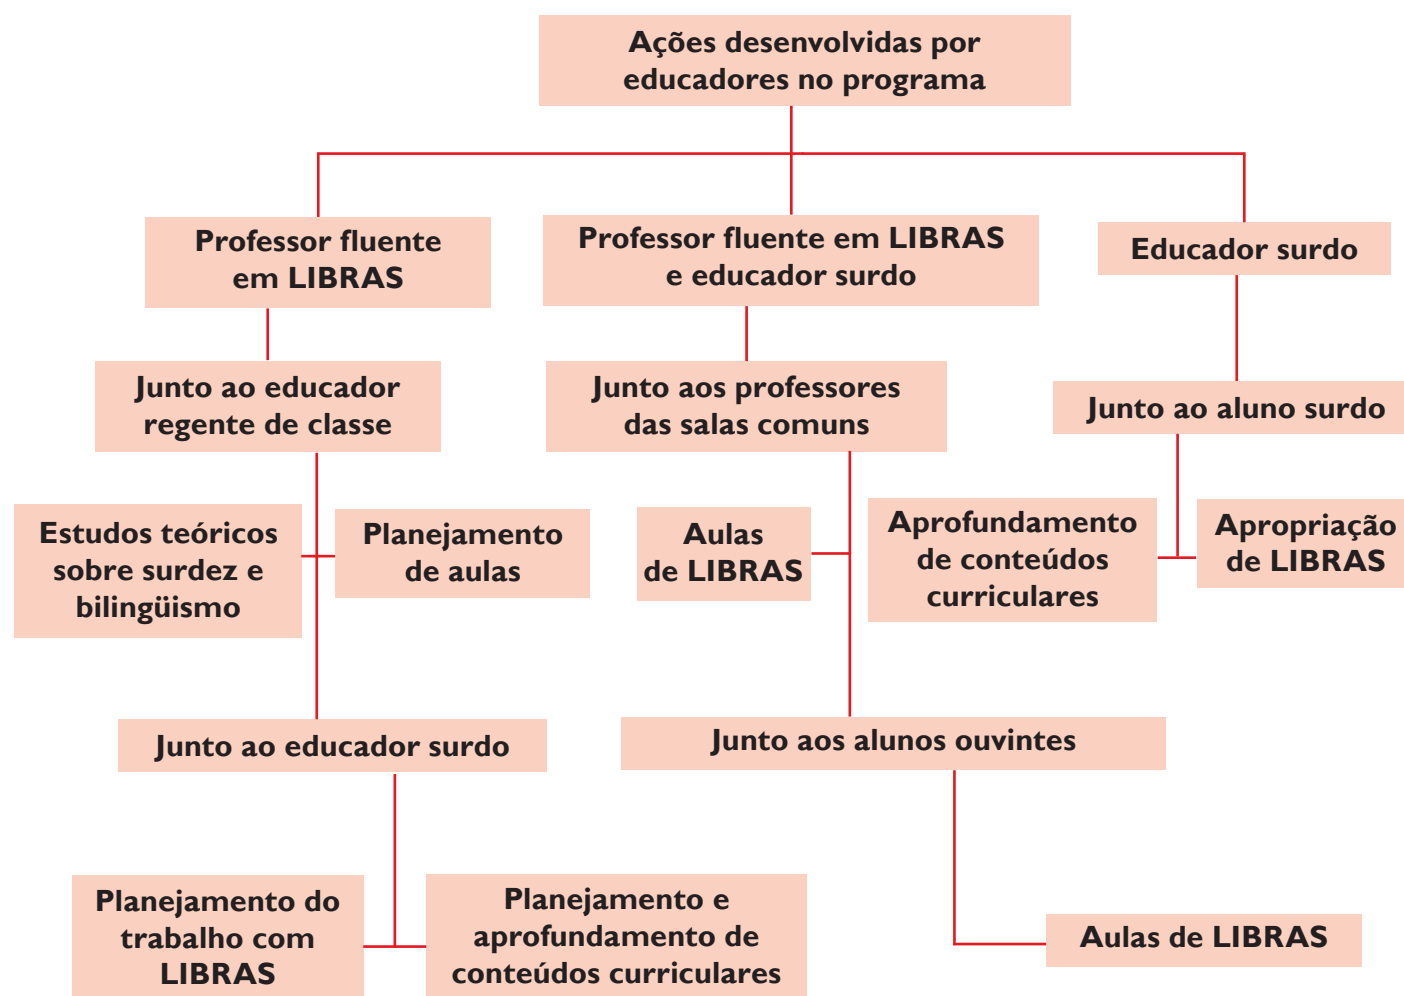 Ações desenvolvidas por
educadores no programa
Professor fluente
em LIBRAS
Professor fluente em LIBRAS
e educador surdo
Educador surdo
Junto ao educador
regente de classe
Junto aos professores
das salas comuns
Junto ao aluno surdo
Estudos teóricos
sobre surdez e
bilingüismo
Planejamento
de aulas
Aulas
de LIBRAS
Aprofundamento
de conteúdos
curriculares
Apropriação
de LIBRAS
Junto ao educador surdo
Junto aos alunos ouvintes
Planejamento do
trabalho com
LIBRAS
Planejamento e
aprofundamento de
conteúdos curriculares
Aulas de LIBRAS